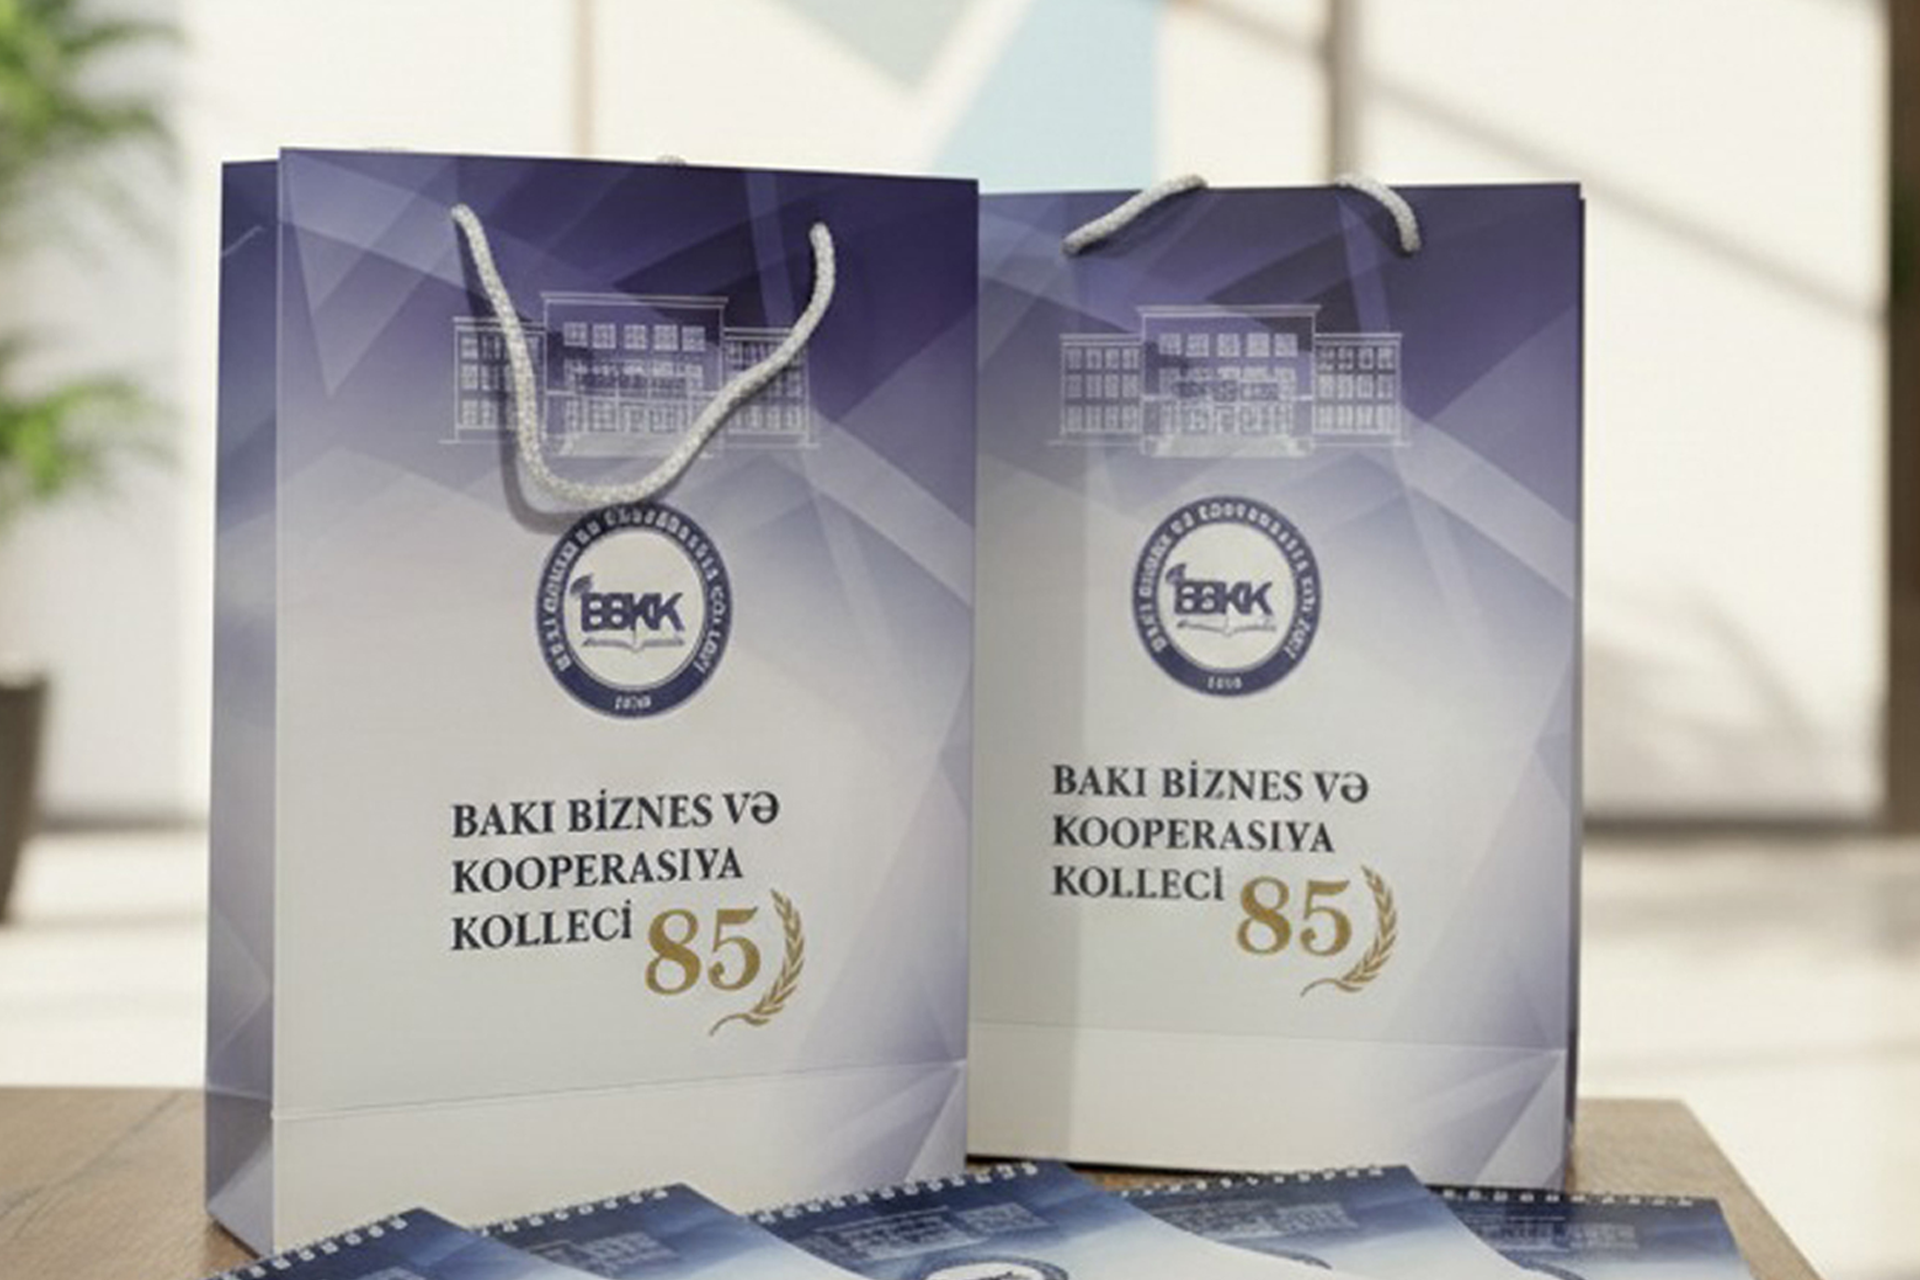 BBKK
BAKI BİZNES VƏ
KOOPERASIYA
KOLLECİ 85
BBKK
BAKI BİZNES VƏ
KOOPERASIYA
KOLLECİ 85